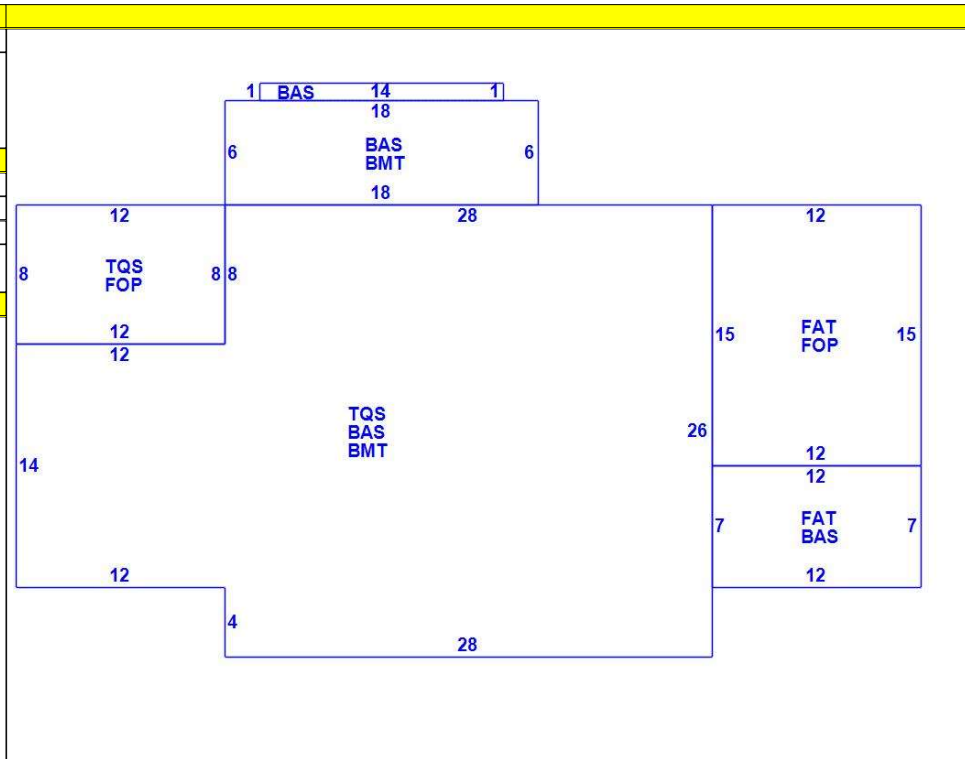 1 BAS 14 1
18
6 BAS 6
BMT
18
12 28 12
8 TQS 8 8
FOP
12
12
15 FAT 15
FOP
TQS
BAS 26
BMT
14
12
12
7 FAT 7
BAS
12 12
4
28